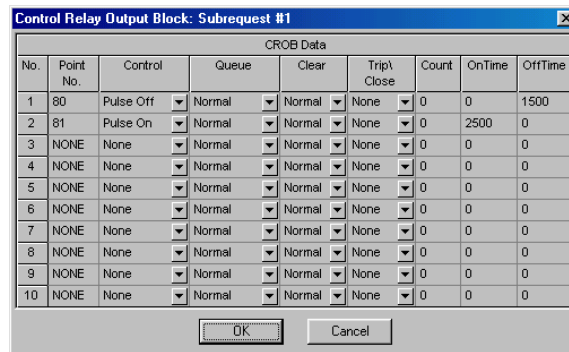 Control Relay Output Block: Subrequest #1
CROB Data
No. Point No. Control Queue Clear Trip\ Close Count OnTime OffTime
1 80 Pulse Off Normal Normal None 0 0 1500
2 81 Pulse On Normal Normal None 0 2500 0
3 NONE None Normal Normal None 0 0 0
4 NONE None Normal Normal None 0 0 0
5 NONE None Normal Normal None 0 0 0
6 NONE None Normal Normal None 0 0 0
7 NONE None Normal Normal None 0 0 0
8 NONE None Normal Normal None 0 0 0
9 NONE None Normal Normal None 0 0 0
10 NONE None Normal Normal None 0 0 0
OK Cancel